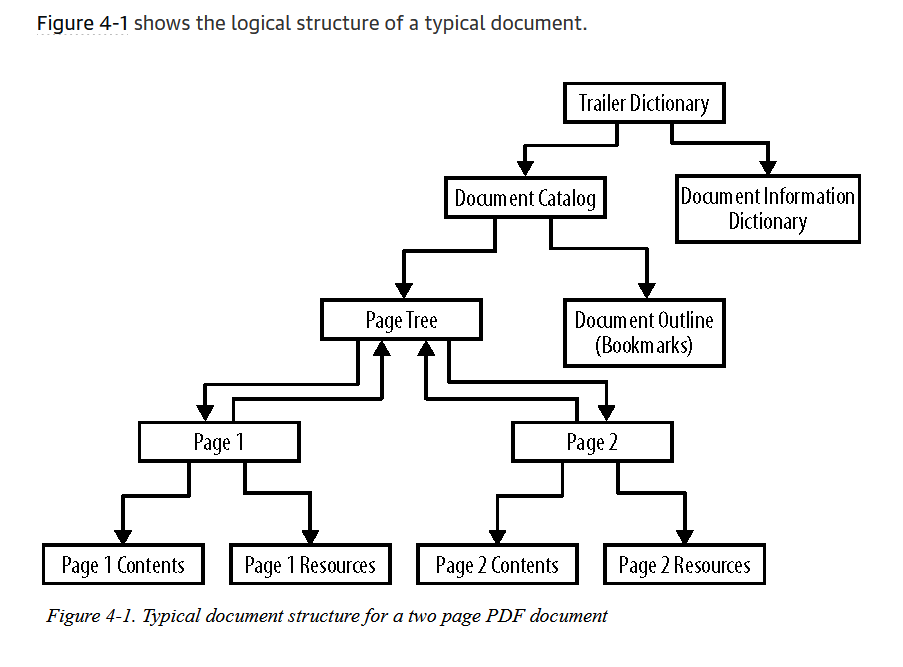 Figure 4-1 shows the logical structure of a typical document.
Trailer Dictionary
Document Catalog
Document Information
Dictionary
Page Tree
Document Outline
(Bookmarks)
Page 1
Page 2
Page 1 Contents
Page 1 Resources
Page 2 Contents
Page 2 Resources
Figure 4-1. Typical document structure for a two page PDF document